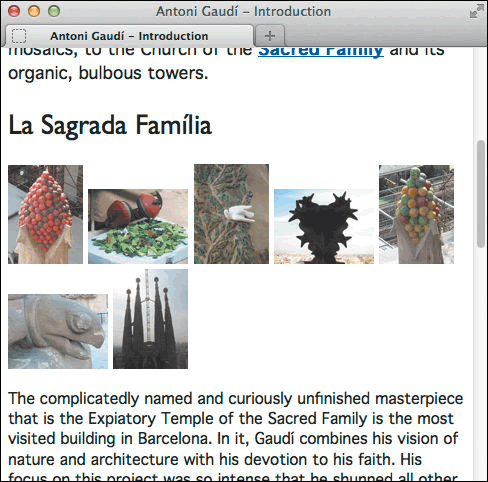 Antoni Gaudí – Introduction
Antoni Gaudí – Introduction
mosaics, to the Church of the Sacred Family and its
organic, bulbous towers.
La Sagrada Família
The complicatedly named and curiously unfinished masterpiece
that is the Expiatory Temple of the Sacred Family is the most
visited building in Barcelona. In it, Gaudí combines his vision of
nature and architecture with his devotion to his faith. His
focus on this project was so intense that he shunned all other